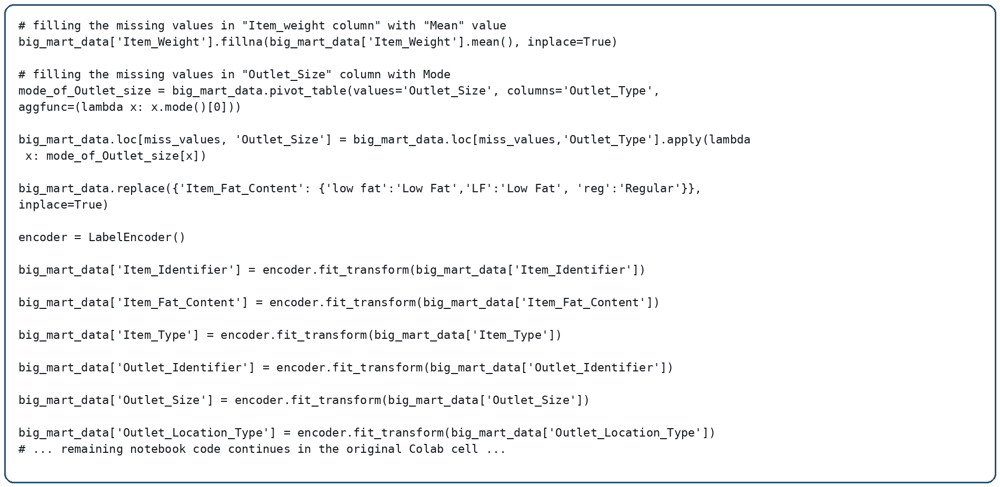 # filling the missing values in "Item_weight column" with "Mean" value
big_mart_data['Item_Weight'].fillna(big_mart_data['Item_Weight'].mean(), inplace=True)
# filling the missing values in "Outlet_Size" column with Mode
mode_of_Outlet_size = big_mart_data.pivot_table(values='Outlet_Size', columns='Outlet_Type',
aggfunc=(lambda x: x.mode()[0]))
big_mart_data.loc[miss_values, 'Outlet_Size'] = big_mart_data.loc[miss_values,'Outlet_Type'].apply(lambda
 x: mode_of_Outlet_size[x])
big_mart_data.replace({'Item_Fat_Content': {'low fat':'Low Fat','LF':'Low Fat', 'reg':'Regular'}},
inplace=True)
encoder = LabelEncoder()
big_mart_data['Item_Identifier'] = encoder.fit_transform(big_mart_data['Item_Identifier'])
big_mart_data['Item_Fat_Content'] = encoder.fit_transform(big_mart_data['Item_Fat_Content'])
big_mart_data['Item_Type'] = encoder.fit_transform(big_mart_data['Item_Type'])
big_mart_data['Outlet_Identifier'] = encoder.fit_transform(big_mart_data['Outlet_Identifier'])
big_mart_data['Outlet_Size'] = encoder.fit_transform(big_mart_data['Outlet_Size'])
big_mart_data['Outlet_Location_Type'] = encoder.fit_transform(big_mart_data['Outlet_Location_Type'])
# ... remaining notebook code continues in the original Colab cell ...